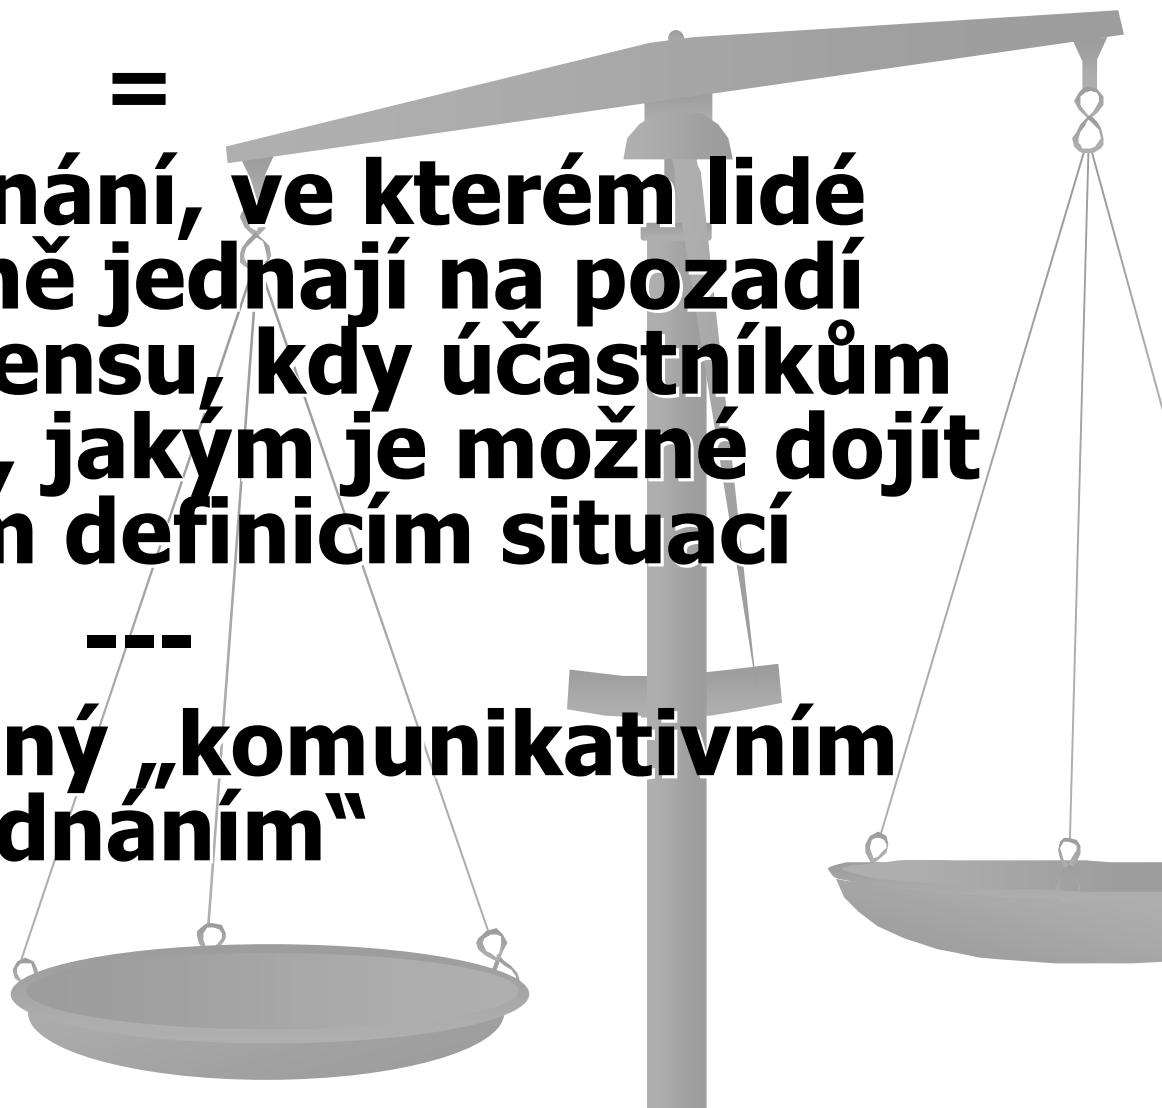 =
nání, ve kterém lidé
ně jednají na pozadí
ensu, kdy účastníkům
, jakým je možné dojít
m definicím situací
---
ný „komunikativním
dnáním“